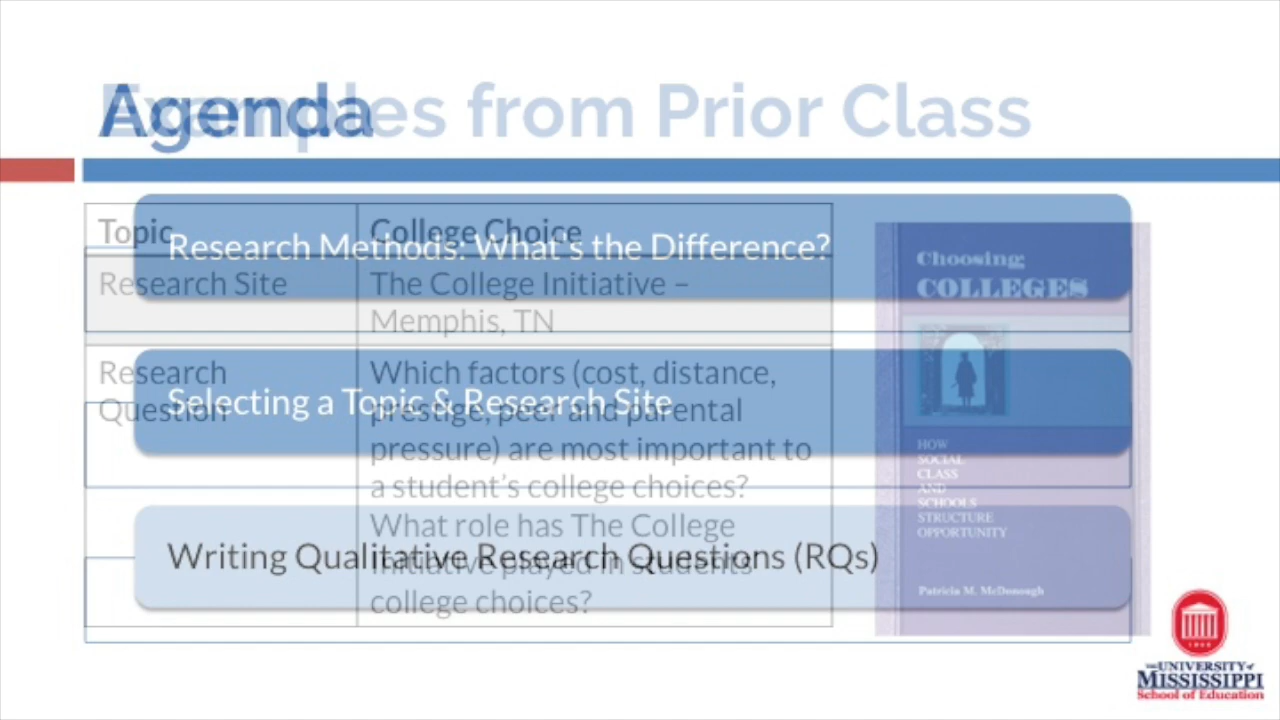 Agenda
Examples from Prior Class
Research Methods: What's the Difference?
Selecting a Topic & Research Site
Writing Qualitative Research Questions (RQs)
Topic
College Choice
Research Site
The College Initiative –
Memphis, TN
Research
Question
Which factors (cost, distance,
prestige, peer and parental
pressure) are most important to
a student’s college choices?
What role has The College
Initiative played in students’
college choices?
Choosing
COLLEGES
HOW
SOCIAL
CLASS
AND
SCHOOLS
STRUCTURE
OPPORTUNITY
Patricia M. McDonough
1848
THE UNIVERSITY of
MISSISSIPPI
School of Education